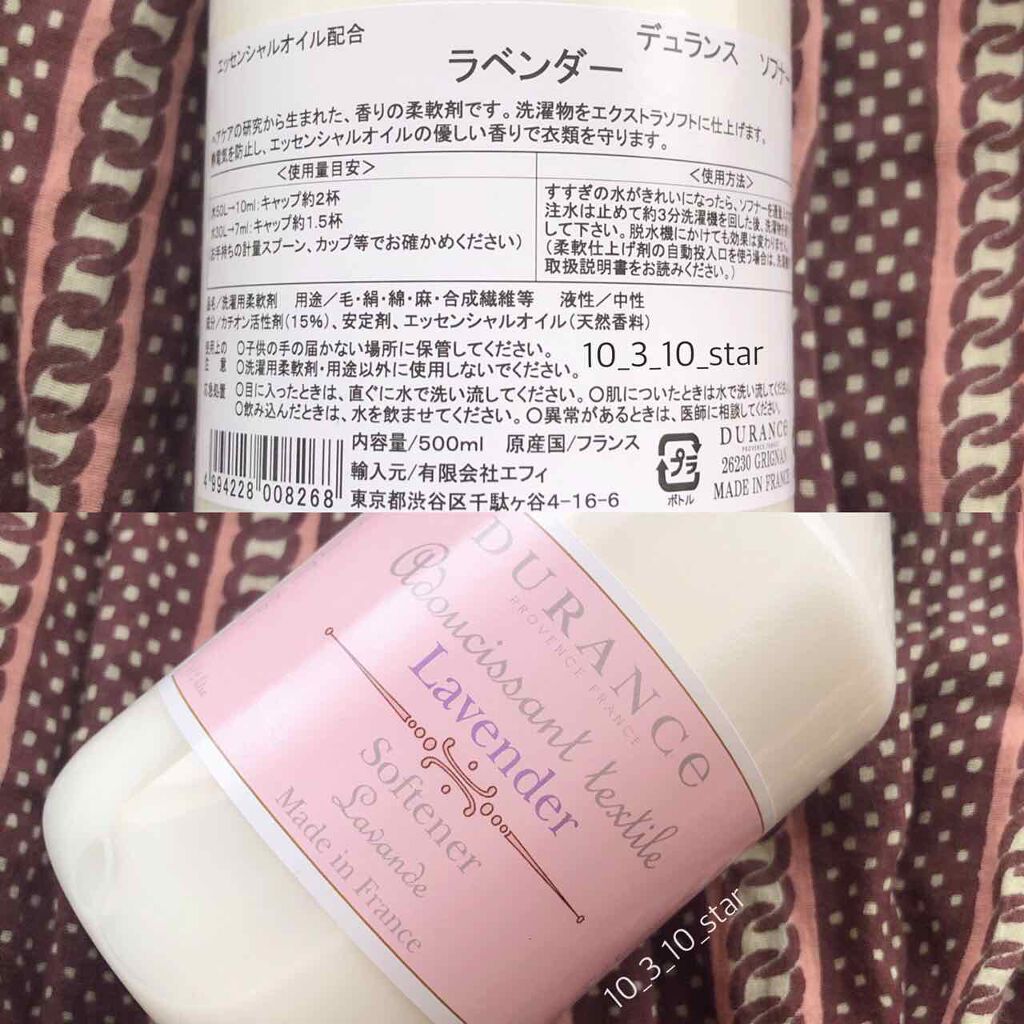 エッセンシャルオイル配合
デュランス ソフナー
ラベンダー
ヘアケアの研究から生まれた、香りの柔軟剤です。洗濯物をエクストラソフトに仕上げます。
電気を防止し、エッセンシャルオイルの優しい香りで衣類を守ります。
<使用量目安>
水60L→10ml:キャップ約2杯
水30L→7ml:キャップ約1.5杯
お手持ちの計量スプーン、カップ等でお確かめください)
<使用方法>
すすぎの水がきれいになったら、ソフナーを
注水は止めて約3分洗濯機を回した後、
して下さい。脱水機にかけても効果は変わりません。
(柔軟仕上げ剤の自動投入口を使う場合は、
取扱説明書をお読みください。)
品名/洗濯用柔軟剤 用途/毛・絹・綿・麻・合成繊維等 液性/中性
成分/カチオン活性剤(15%)、安定剤、エッセンシャルオイル(天然香料)
使用上の注意 ○子供の手の届かない場所に保管してください。
○洗濯用柔軟剤・用途以外に使用しないでください。
10_3_10_star
応急処置 ○目に入ったときは、直ぐに水で洗い流してください。○肌についたときは水で洗い流してください
○飲み込んだときは、水を飲ませてください。○異常があるときは、医師に相談してください。
4994228 008268
内容量/500ml 原産国/フランス
輸入元/有限会社エフィ
東京都渋谷区千駄ヶ谷4-16-6
プラ
ボトル
DURANCE
PROVENCE FRANCE
26230 GRIGNAN
MADE IN FRANCE
DURANCE
PROVENCE FRANCE
Adoucissant textile
Lavender
Softener
Lavande
Made in France
10_3_10_star